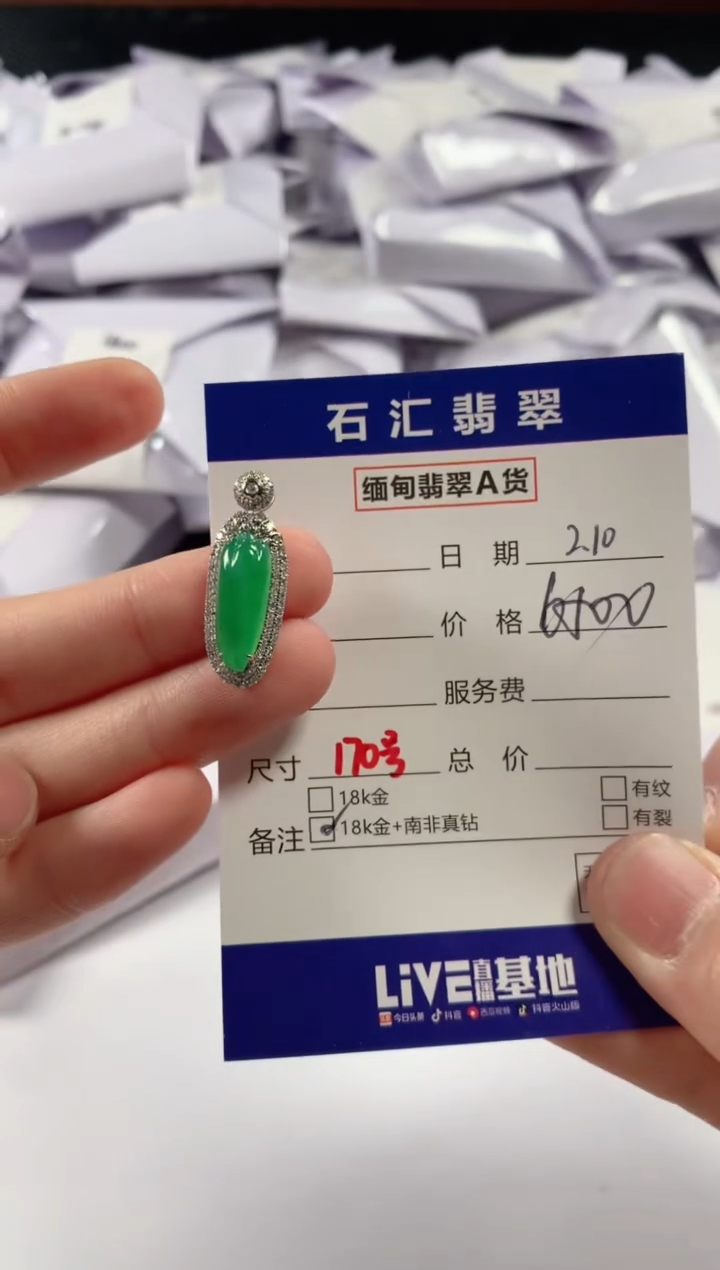 石汇翡翠
缅甸翡翠A货
日 期 2.10
价 格
服务费
尺寸 170号 总 价
18k金 有纹
备注 18k金+南非真钻 有裂
LiVE直播基地
今日头条 抖音 西瓜视频 抖音火山版